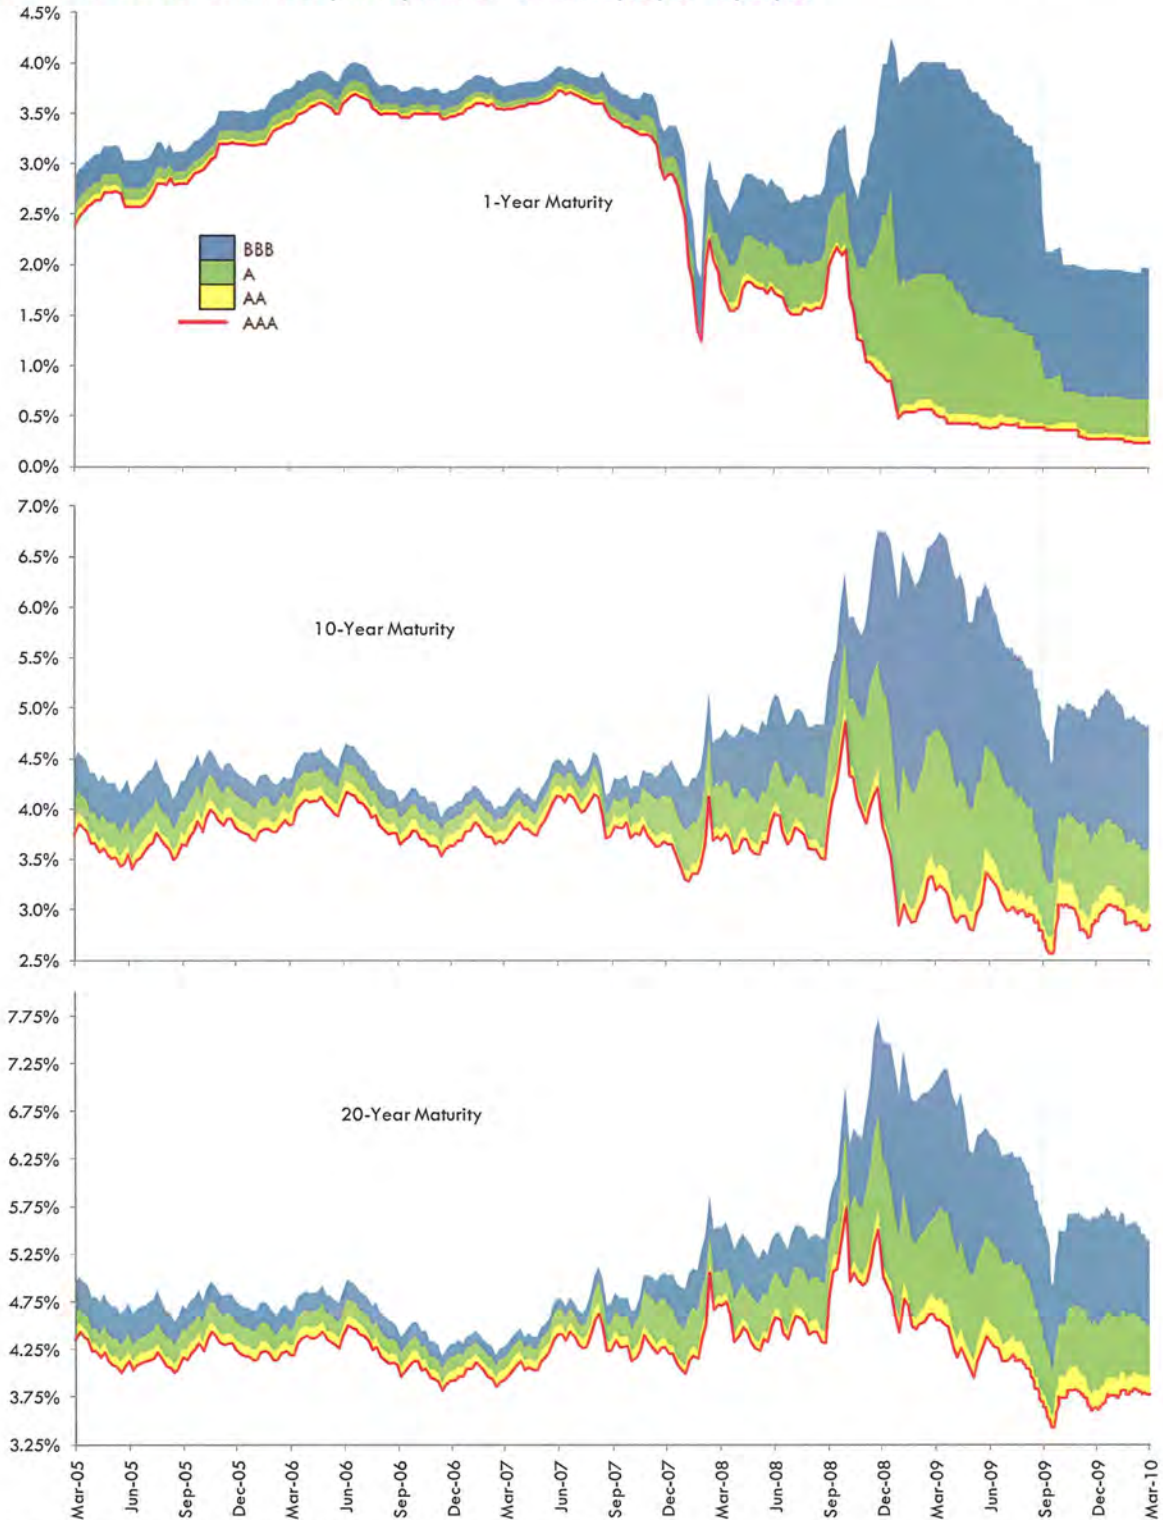 4.5%
4.0%
3.5%
3.0%
2.5%
2.0%
1.5%
1.0%
0.5%
0.0%
1-Year Maturity
BBB
A
AA
AAA
7.0%
6.5%
6.0%
5.5%
5.0%
4.5%
4.0%
3.5%
3.0%
2.5%
10-Year Maturity
7.75%
7.25%
6.75%
6.25%
5.75%
5.25%
4.75%
4.25%
3.75%
3.25%
20-Year Maturity
Mar-05
Jun-05
Sep-05
Dec-05
Mar-06
Jun-06
Sep-06
Dec-06
Mar-07
Jun-07
Sep-07
Dec-07
Mar-08
Jun-08
Sep-08
Dec-08
Mar-09
Jun-09
Sep-09
Dec-09
Mar-10